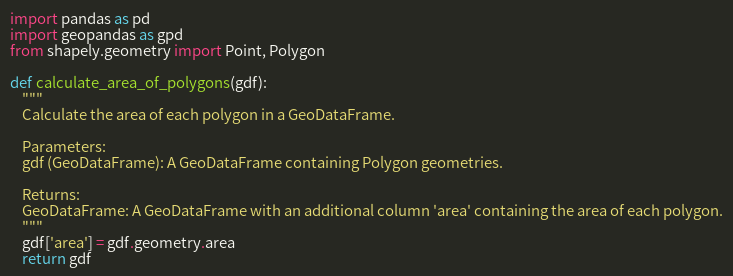 import pandas as pd
import geopandas as gpd
from shapely.geometry import Point, Polygon

def calculate_area_of_polygons(gdf):
    """
    Calculate the area of each polygon in a GeoDataFrame.

    Parameters:
    gdf (GeoDataFrame): A GeoDataFrame containing Polygon geometries.

    Returns:
    GeoDataFrame: A GeoDataFrame with an additional column 'area' containing the area of each polygon.
    """
    gdf['area'] = gdf.geometry.area
    return gdf